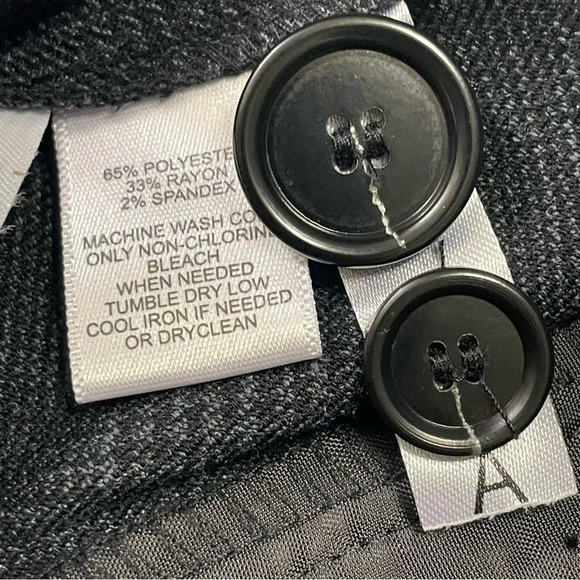 65% POLYESTE
33% RAYON
2% SPANDEX
MACHINE WASH CO
ONLY NON-CHLORIN
BLEACH
WHEN NEEDED
TUMBLE DRY LOW
COOL IRON IF NEEDED
OR DRYCLEAN
A